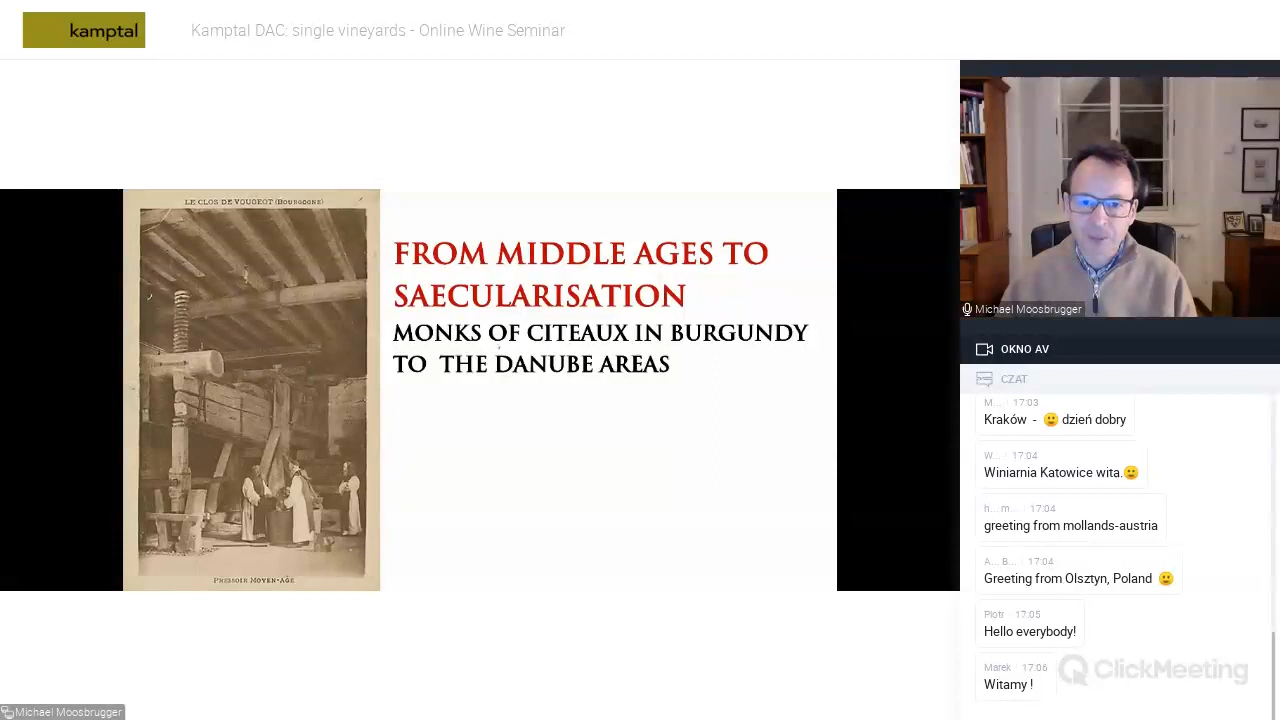 kamptal
Kamptal DAC: single vineyards - Online Wine Seminar
LE CLOS DE VOUGEOT (BOURGOGNE)
PRESSOIR MOYEN-ÂGE
FROM MIDDLE AGES TO
SAECULARISATION
MONKS OF CITEAUX IN BURGUNDY
TO THE DANUBE AREAS
Michael Moosbrugger
Michael Moosbrugger
OKNO AV
CZAT
M... 17:03
Kraków - 🙂 dzień dobry
W... 17:04
Winiarnia Katowice wita.🙂
h... m... 17:04
greeting from mollands-austria
A... B... 17:04
Greeting from Olsztyn, Poland 🙂
Piotr 17:05
Hello everybody!
Marek 17:06
Witamy !
ClickMeeting